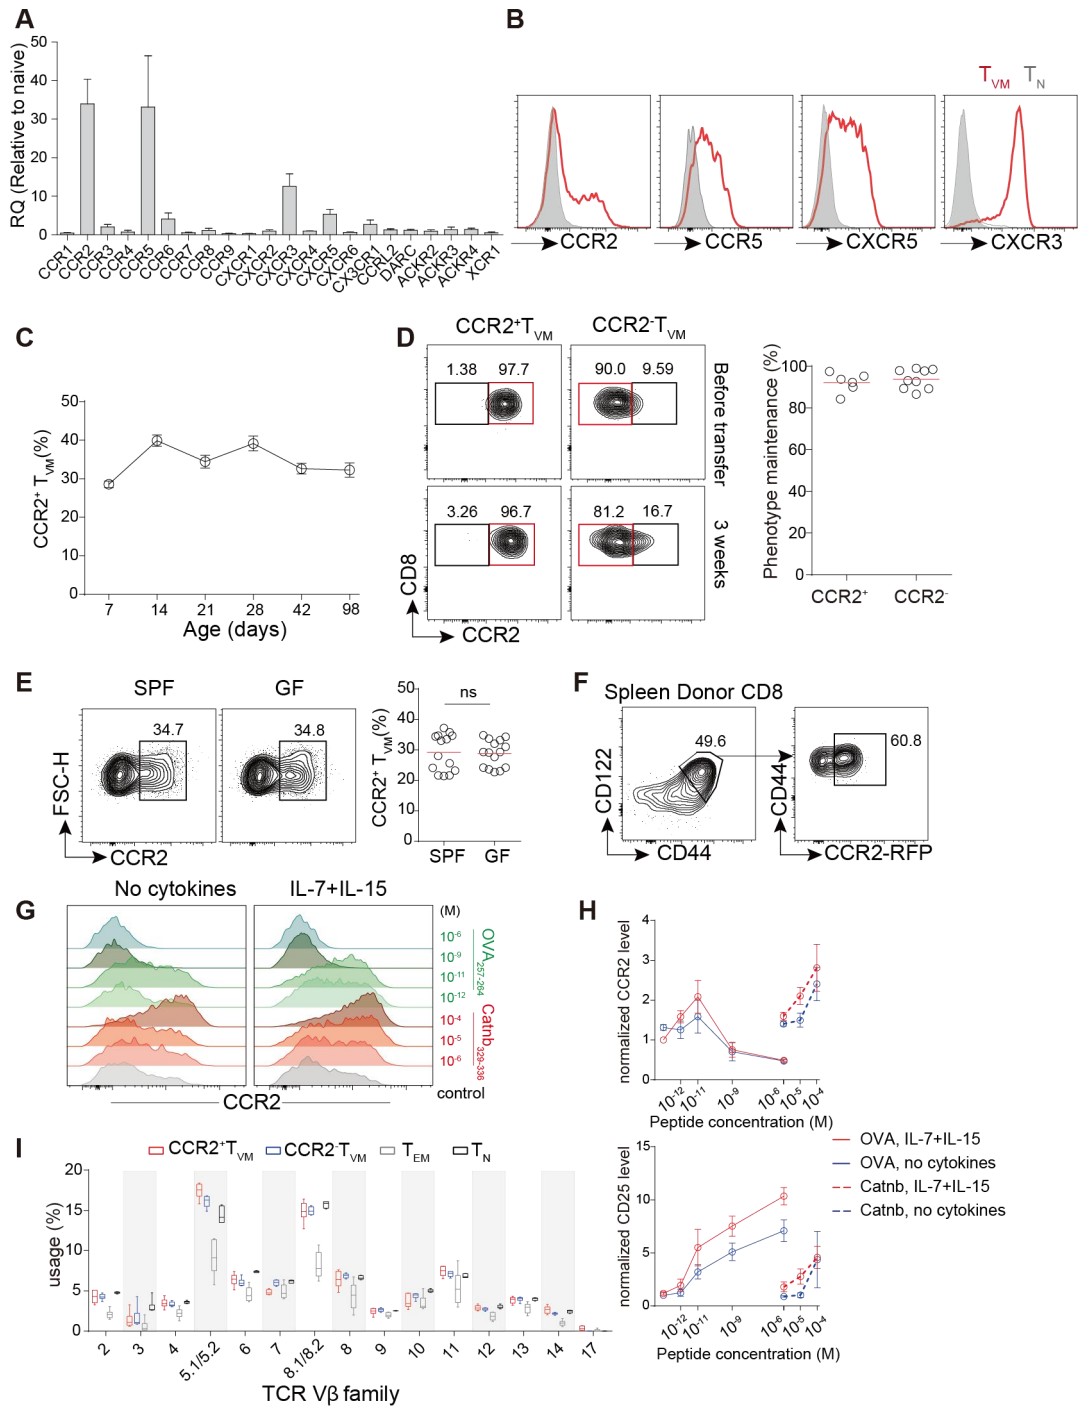 A
RQ (Relative to naive)
50
40
30
20
10
0
CCR1
CCR2
CCR3
CCR4
CCR5
CCR6
CCR7
CCR8
CCR9
CXCR1
CXCR2
CXCR3
CXCR4
CXCR5
CXCR6
CX3CR1
CCRL2
DARC
ACKR2
ACKR3
ACKR4
XCR1
B
TVM TN
CCR2
CCR5
CXCR5
CXCR3
C
CCR2+ TVM(%)
50
40
30
20
10
0
7 14 21 28 42 98
Age (days)
D
CCR2+TVM CCR2-TVM
1.38 97.7
90.0 9.59
Before transfer
3.26 96.7
81.2 16.7
3 weeks
CD8
CCR2
Phenotype maintenance (%)
100
80
60
40
20
0
CCR2+ CCR2-
E
SPF GF
34.7
34.8
FSC-H
CCR2
CCR2+ TVM(%)
50
40
30
20
10
0
ns
SPF GF
F
Spleen Donor CD8
49.6
60.8
CD122
CD44
CD44
CCR2-RFP
G
No cytokines IL-7+IL-15
(M)
10-6
10-9
10-11
10-12
OVA257-264
10-4
10-5
10-6
Catnb329-336
control
CCR2
H
normalized CCR2 level
4
3
2
1
0
10-12 10-11 10-9 10-6 10-5 10-4
Peptide concentration (M)
OVA, IL-7+IL-15
OVA, no cytokines
Catnb, IL-7+IL-15
Catnb, no cytokines
normalized CD25 level
15
10
5
0
10-12 10-11 10-9 10-6 10-5 10-4
Peptide concentration (M)
I
CCR2+TVM CCR2-TVM TEM TN
usage (%)
20
15
10
5
0
2 3 4 5.1/5.2 6 7 8.1/8.2 8 9 10 11 12 13 14 17
TCR Vβ family